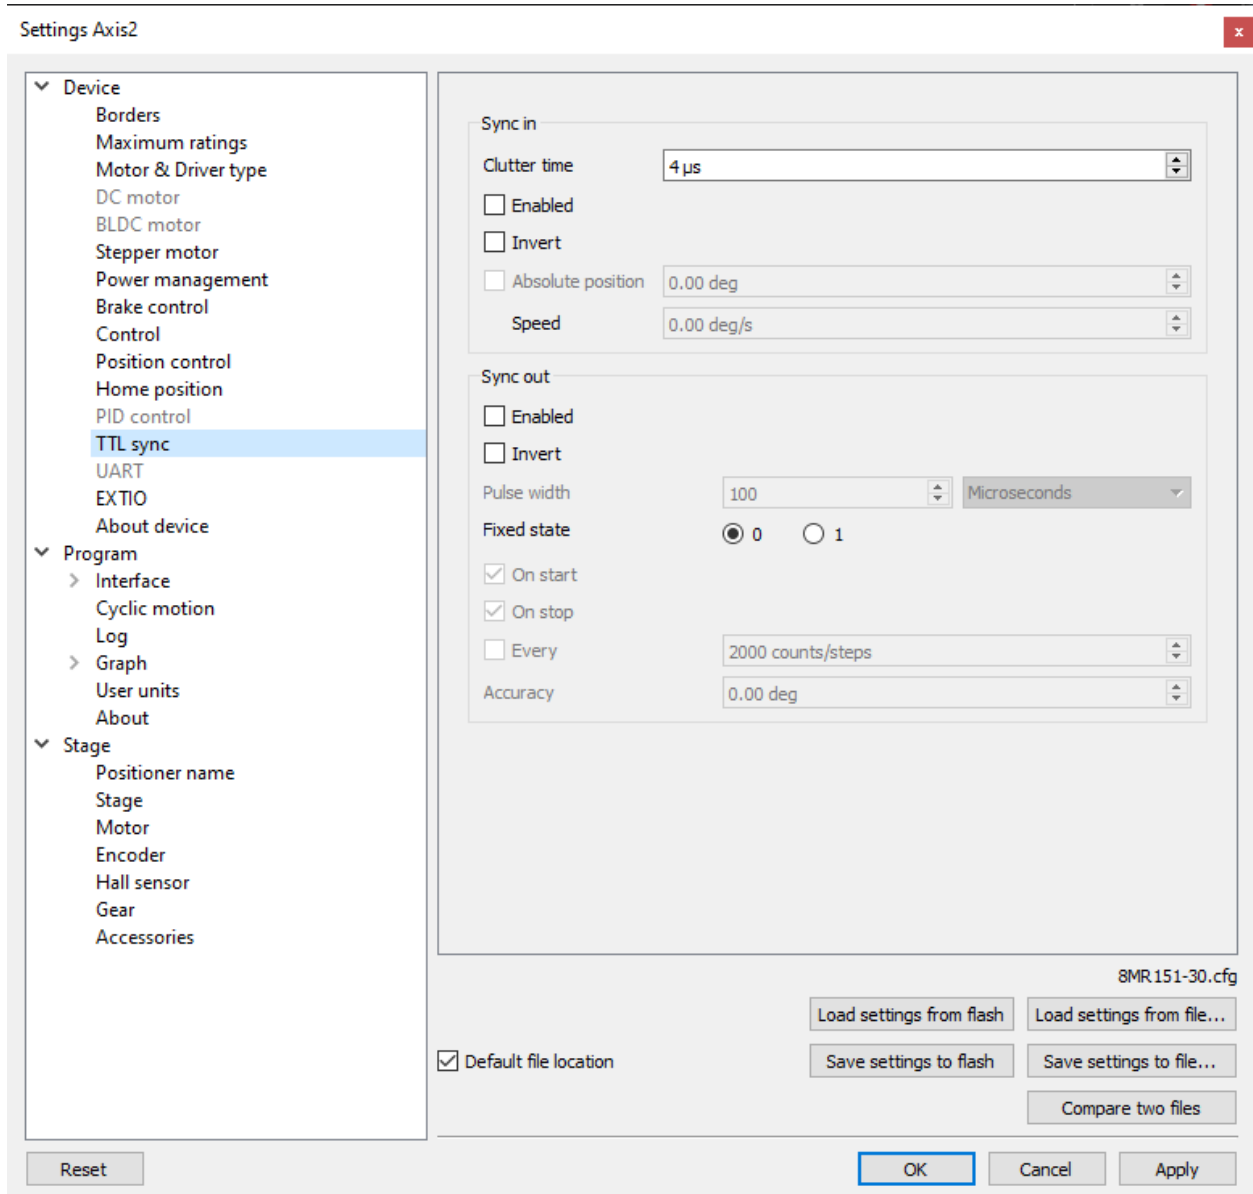 Settings Axis2
x
Device
Borders
Maximum ratings
Motor & Driver type
DC motor
BLDC motor
Stepper motor
Power management
Brake control
Control
Position control
Home position
PID control
TTL sync
UART
EXTIO
About device
Program
Interface
Cyclic motion
Log
Graph
User units
About
Stage
Positioner name
Stage
Motor
Encoder
Hall sensor
Gear
Accessories
Sync in
Clutter time 4 µs
Enabled
Invert
Absolute position 0.00 deg
Speed 0.00 deg/s
Sync out
Enabled
Invert
Pulse width 100 Microseconds
Fixed state 0 1
On start
On stop
Every 2000 counts/steps
Accuracy 0.00 deg
8MR151-30.cfg
Load settings from flash Load settings from file...
Default file location Save settings to flash Save settings to file...
Compare two files
Reset OK Cancel Apply